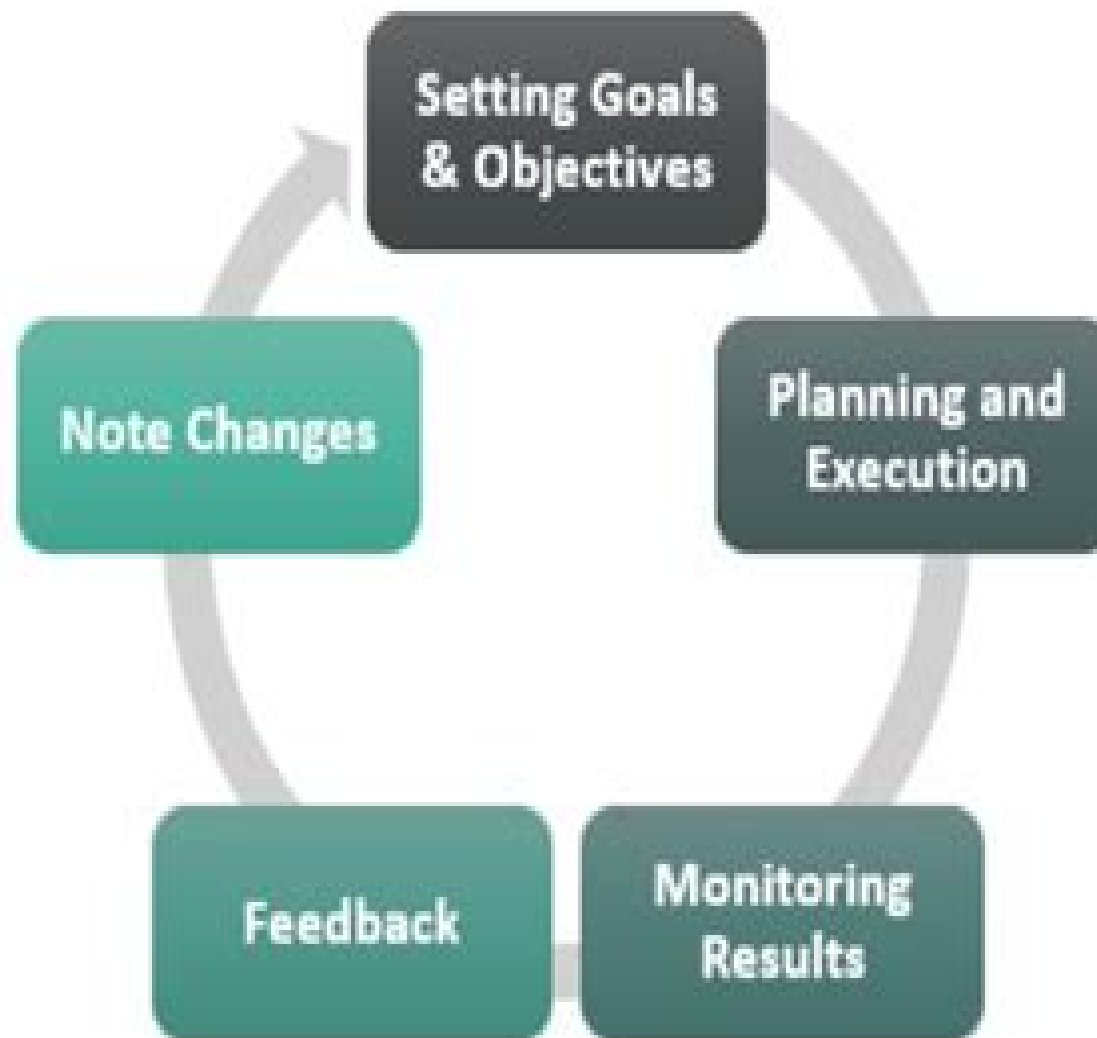 Setting Goals
& Objectives
Planning and
Execution
Monitoring
Results
Feedback
Note Changes